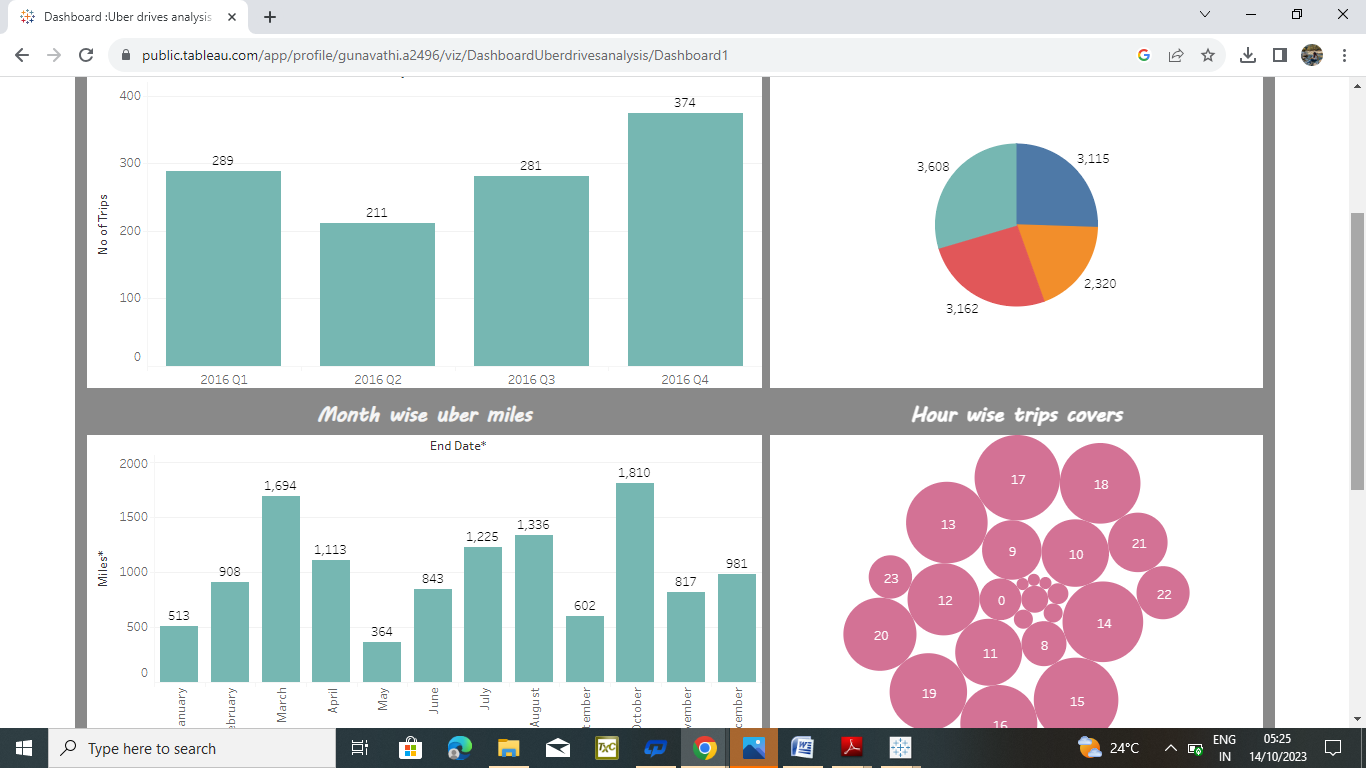 Dashboard :Uber drives analysis
public.tableau.com/app/profile/gunavathi.a2496/viz/DashboardUberdrivesanalysis/Dashboard1
400
300
200
100
0
No of Trips
289
211
281
374
2016 Q1
2016 Q2
2016 Q3
2016 Q4
3,608
3,115
3,162
2,320
Month wise uber miles
End Date*
2000
1500
1000
500
0
Miles*
513
908
1,694
1,113
364
843
1,225
1,336
602
1,810
817
981
anuary
ebruary
March
April
May
June
July
August
tember
October
vember
cember
Hour wise trips covers
17
18
13
9
10
21
23
12
0
22
20
14
11
8
19
15
16
Type here to search
24°C
ENG
IN
05:25
14/10/2023